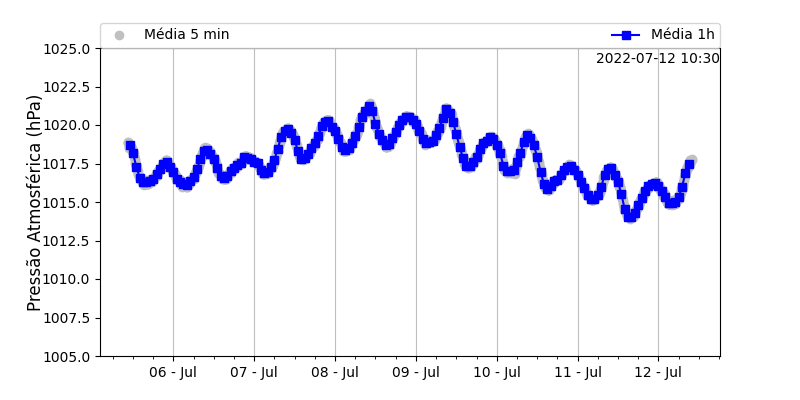 Média 5 min
Média 1h
2022-07-12 10:30
Pressão Atmosférica (hPa)
1025.0
1022.5
1020.0
1017.5
1015.0
1012.5
1010.0
1007.5
1005.0
06 - Jul
07 - Jul
08 - Jul
09 - Jul
10 - Jul
11 - Jul
12 - Jul